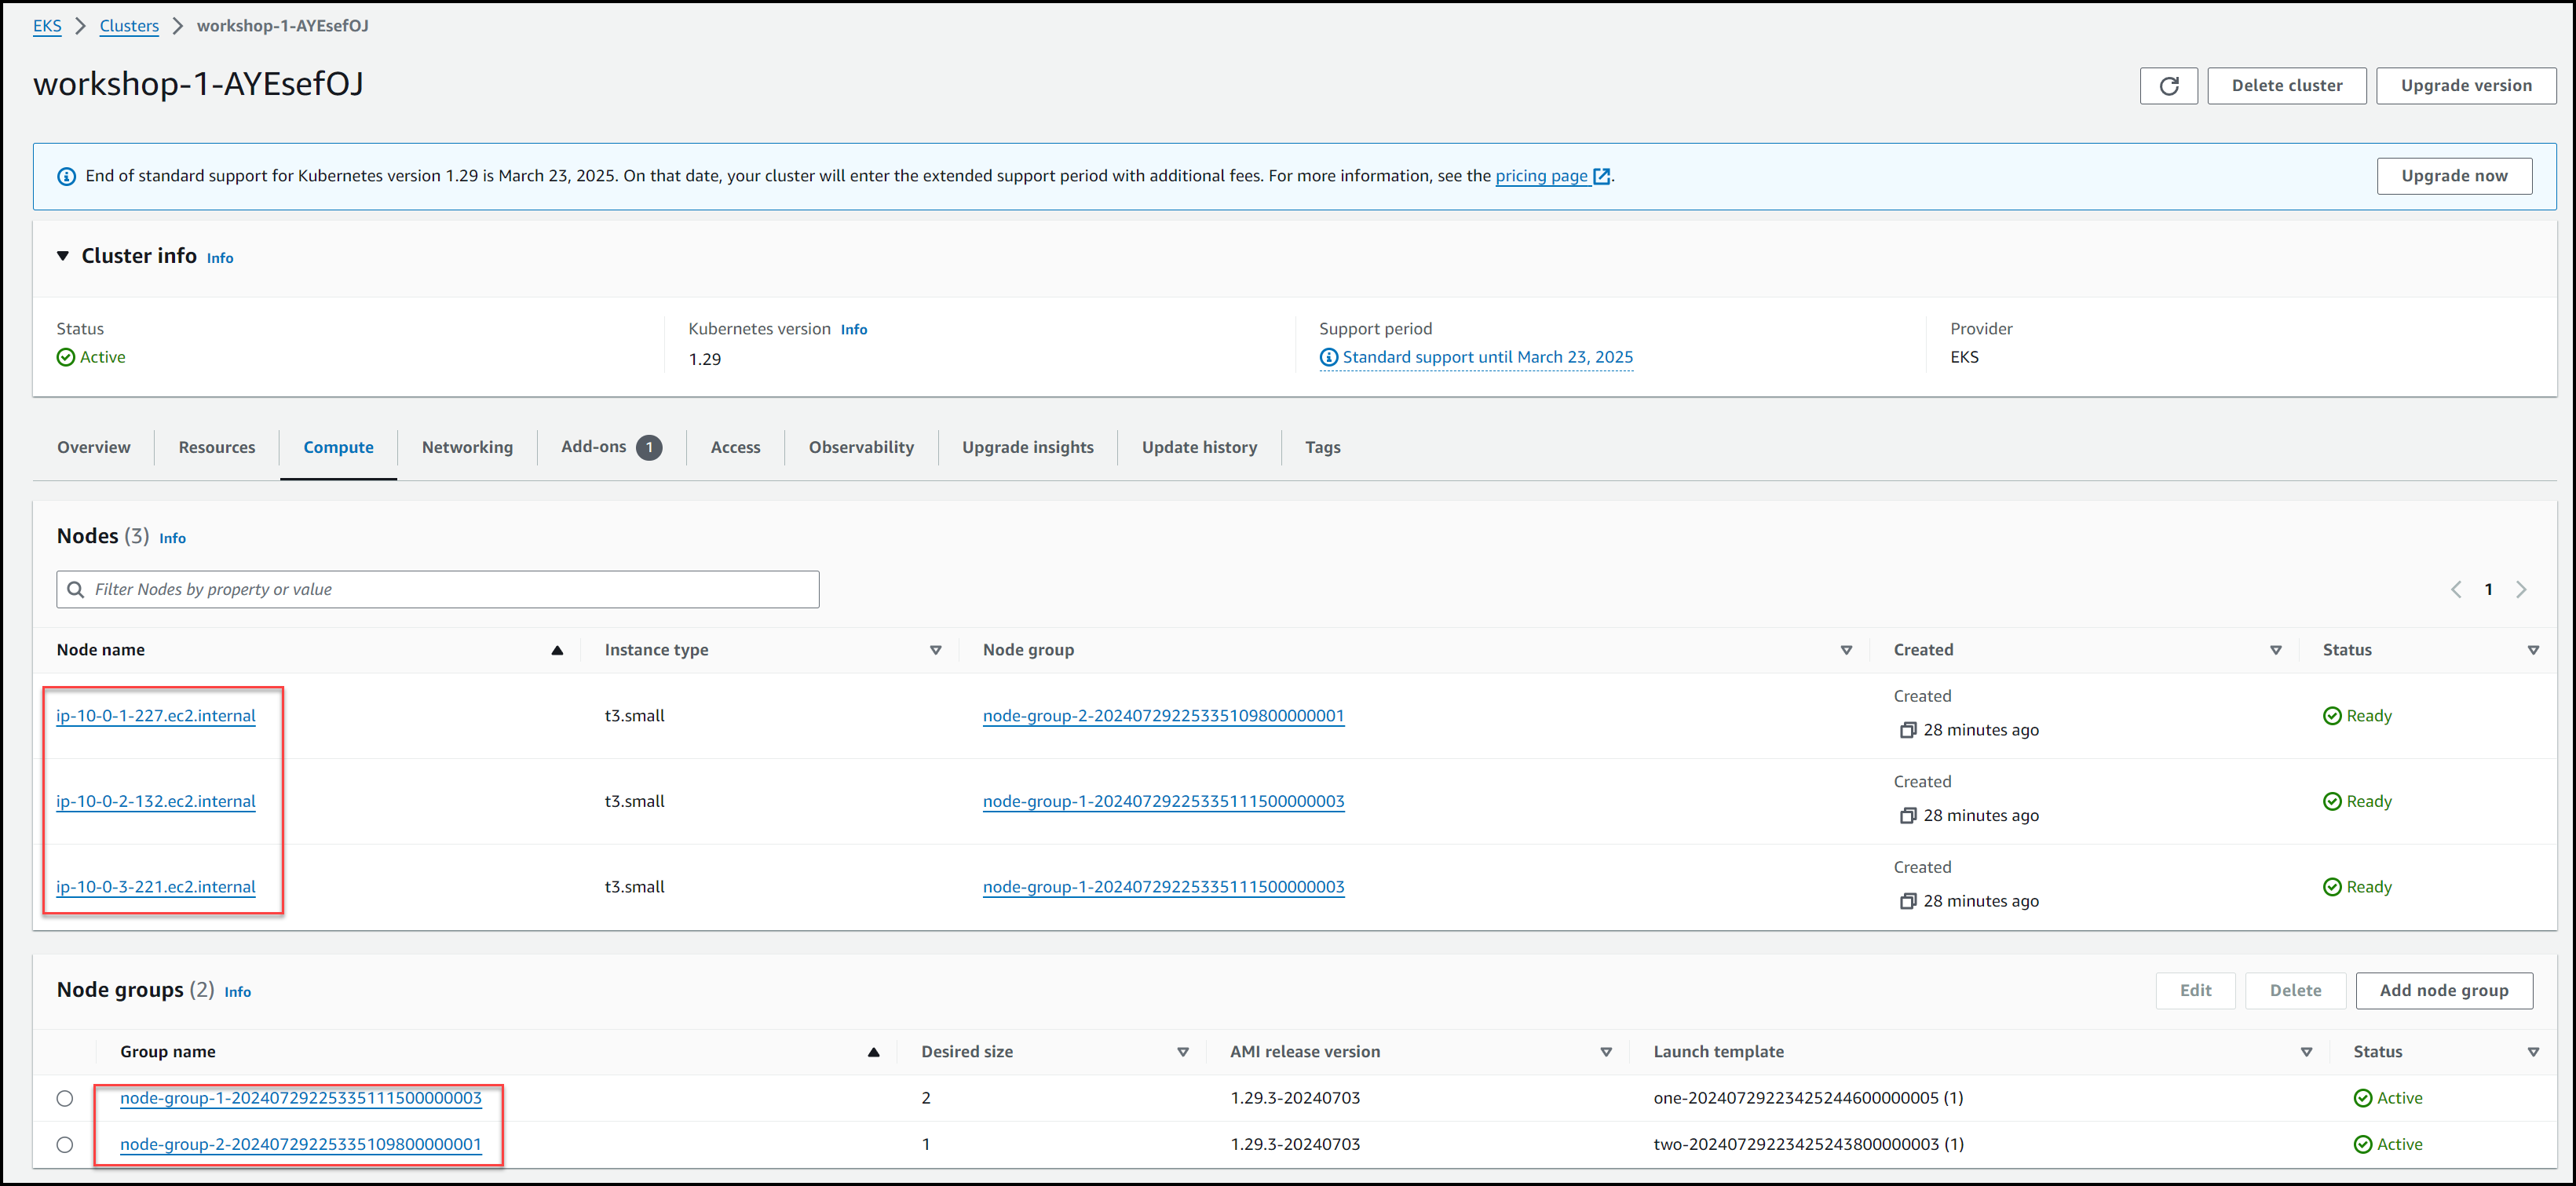 EKS > Clusters > workshop-1-AYEsefOJ
workshop-1-AYEsefOJ
Delete cluster
Upgrade version
End of standard support for Kubernetes version 1.29 is March 23, 2025. On that date, your cluster will enter the extended support period with additional fees. For more information, see the pricing page.
Upgrade now
Cluster info Info
Status
Active
Kubernetes version Info
1.29
Support period
Standard support until March 23, 2025
Provider
EKS
Overview Resources Compute Networking Add-ons 1 Access Observability Upgrade insights Update history Tags
Nodes (3) Info
Filter Nodes by property or value
1
Node name Instance type Node group Created Status
ip-10-0-1-227.ec2.internal t3.small node-group-2-20240729225335109800000001 Created 28 minutes ago Ready
ip-10-0-2-132.ec2.internal t3.small node-group-1-20240729225335111500000003 Created 28 minutes ago Ready
ip-10-0-3-221.ec2.internal t3.small node-group-1-20240729225335111500000003 Created 28 minutes ago Ready
Node groups (2) Info
Edit Delete Add node group
Group name Desired size AMI release version Launch template Status
node-group-1-20240729225335111500000003 2 1.29.3-20240703 one-20240729223425244600000005 (1) Active
node-group-2-20240729225335109800000001 1 1.29.3-20240703 two-20240729223425243800000003 (1) Active